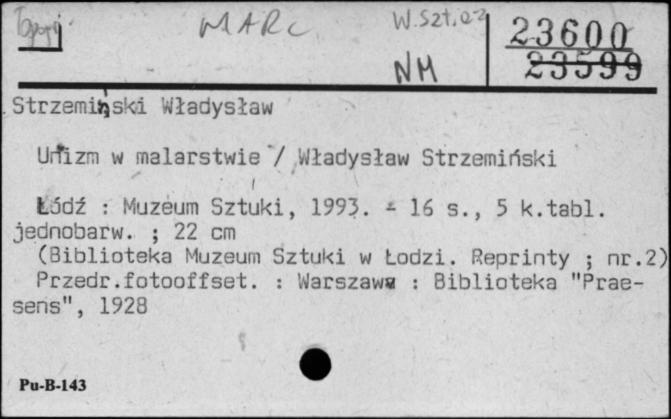 MARC W.Szt.
23600
NM 23599
Strzemiński Władysław
Unizm w malarstwie / Władysław Strzemiński
Łódź : Muzeum Sztuki, 1993. - 16 s., 5 k.tabl.
jednobarw. ; 22 cm
(Biblioteka Muzeum Sztuki w Łodzi. Reprinty ; nr.2)
Przedr.fotooffset. : Warszawa : Biblioteka "Prae-
sens", 1928
Pu-B-143